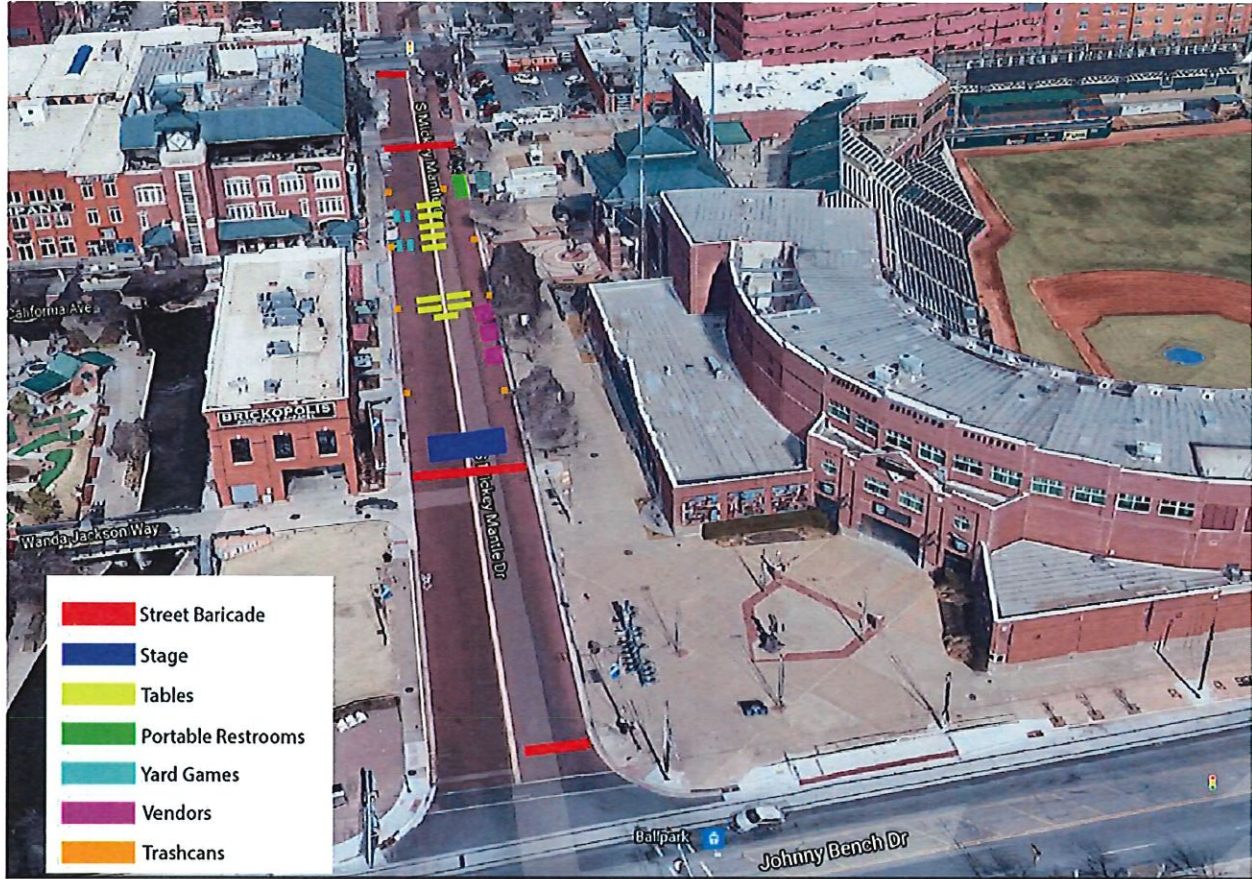 S Mickey Mantle Dr
California Ave
BRICKOPOLIS
S Mickey Mantle Dr
Wanda Jackson Way
Street Baricade
Stage
Tables
Portable Restrooms
Yard Games
Vendors
Trashcans
Ballpark
Johnny Bench Dr